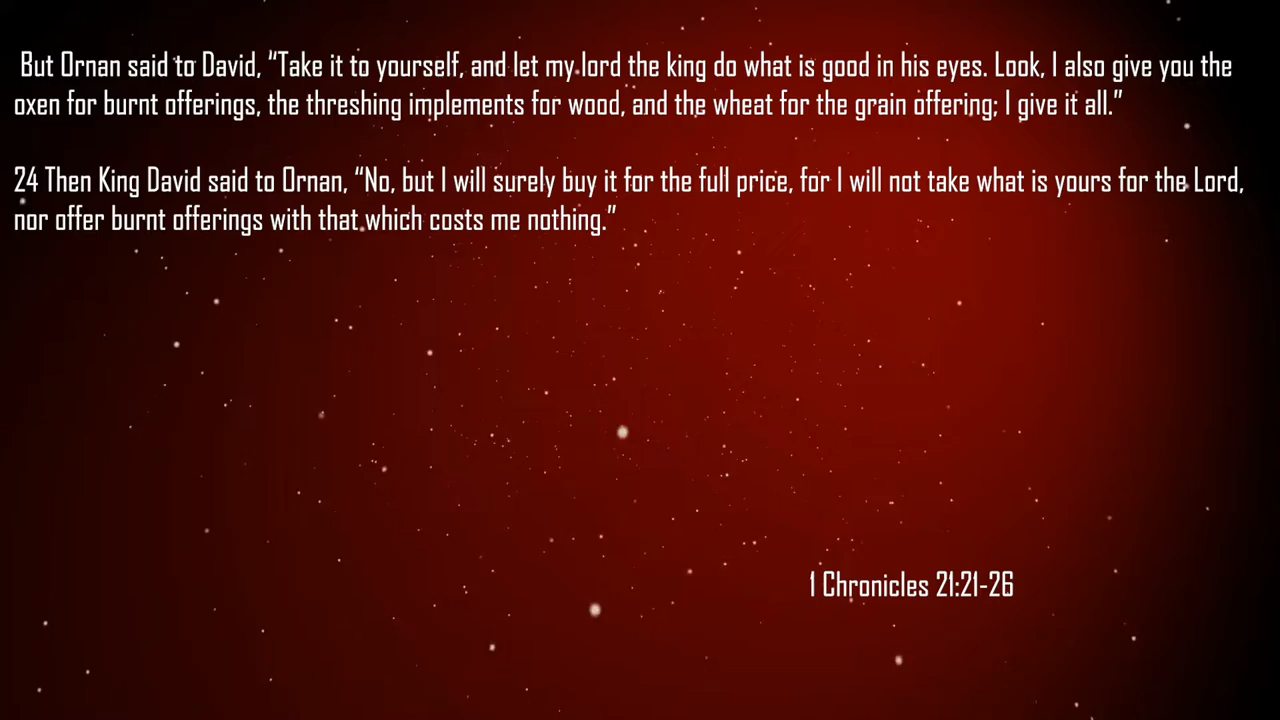 But Ornan said to David, “Take it to yourself, and let my lord the king do what is good in his eyes. Look, I also give you the
oxen for burnt offerings, the threshing implements for wood, and the wheat for the grain offering; I give it all.”
24 Then King David said to Ornan, “No, but I will surely buy it for the full price, for I will not take what is yours for the Lord,
nor offer burnt offerings with that which costs me nothing.”
1 Chronicles 21:21-26